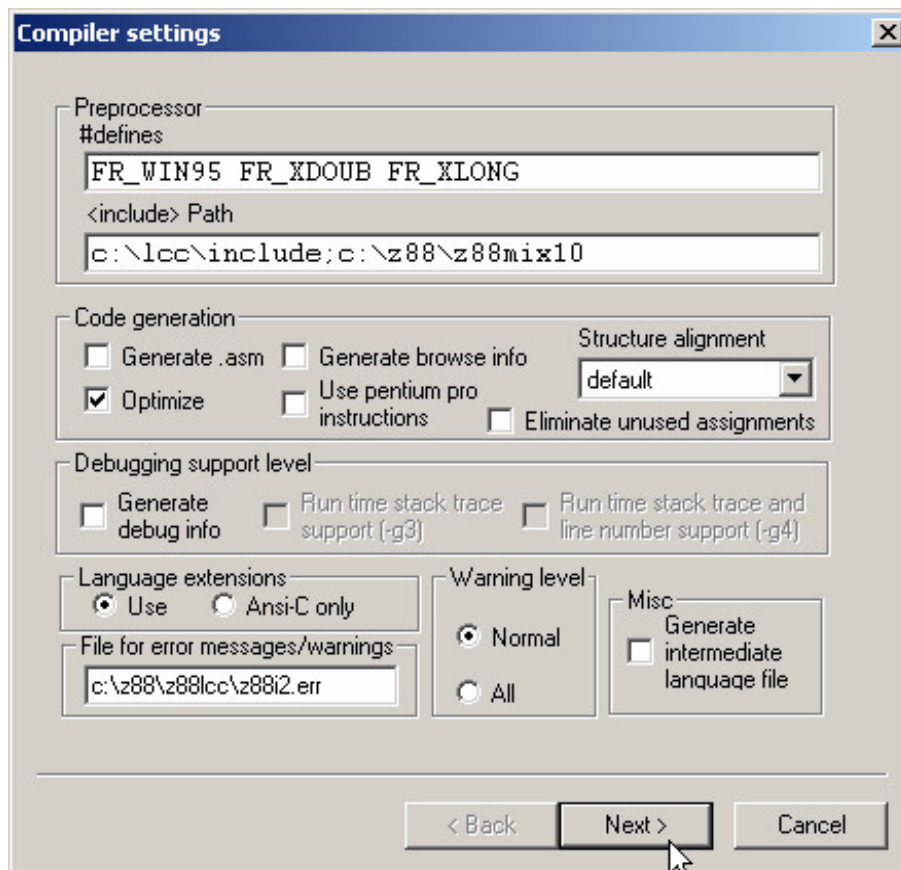 Compiler settings
Preprocessor
#defines
FR_WIN95 FR_XDOUB FR_XLONG
<include> Path
c:\lcc\include;c:\z88\z88mix10
Code generation
Generate .asm
Generate browse info
Structure alignment
default
Optimize
Use pentium pro
instructions
Eliminate unused assignments
Debugging support level
Generate
debug info
Run time stack trace
support (-g3)
Run time stack trace and
line number support (-g4)
Language extensions
Use
Ansi-C only
File for error messages/warnings
c:\z88\z88lcc\z88i2.err
Warning level
Normal
All
Misc
Generate
intermediate
language file
< Back
Next >
Cancel